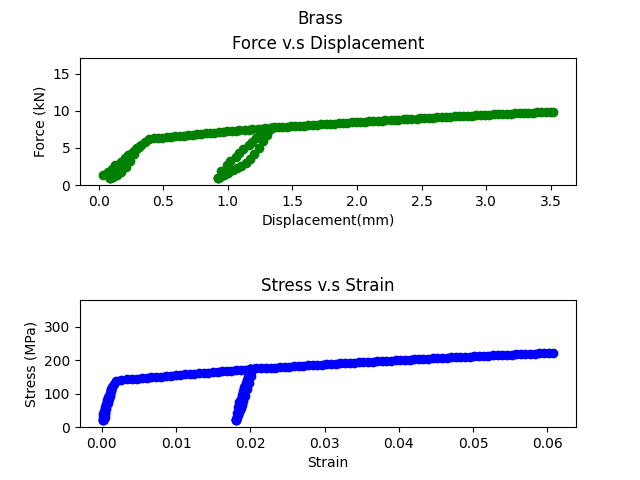 Brass
Force v.s Displacement
15
10
5
0
Force (kN)
0.0 0.5 1.0 1.5 2.0 2.5 3.0 3.5
Displacement(mm)
Stress v.s Strain
300
200
100
0
Stress (MPa)
0.00 0.01 0.02 0.03 0.04 0.05 0.06
Strain